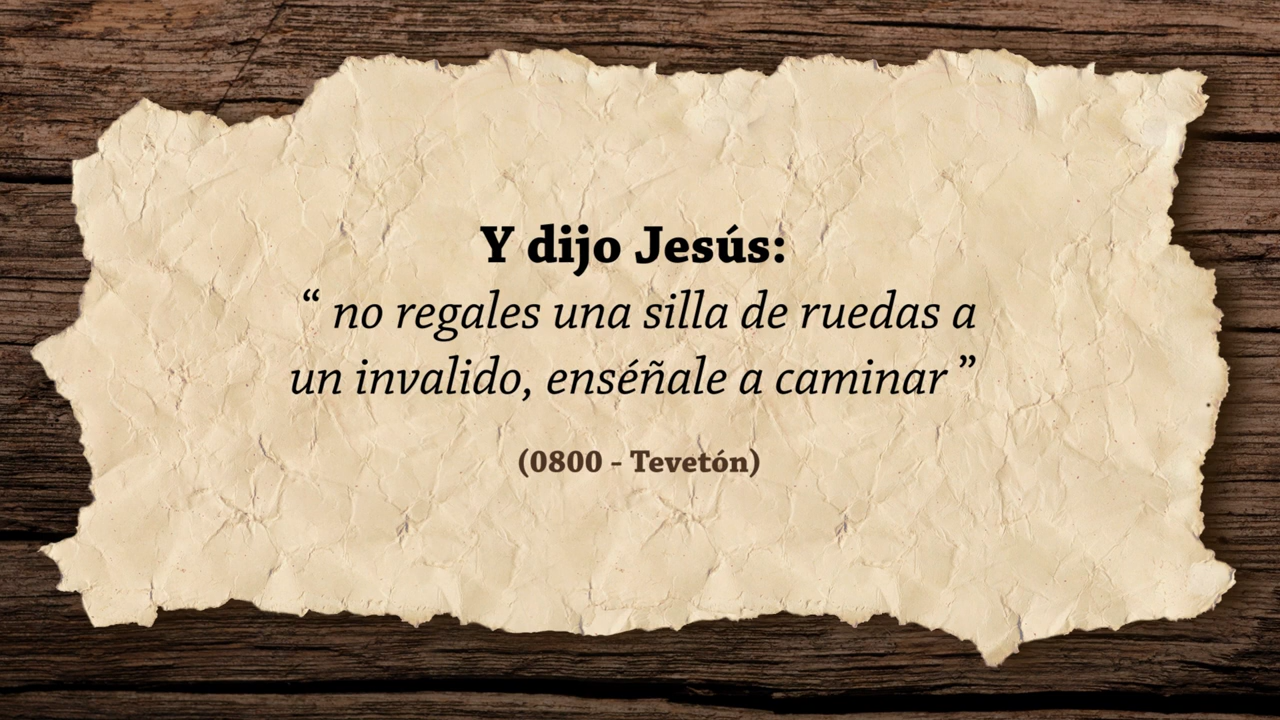 Y dijo Jesús:
“ no regales una silla de ruedas a
un invalido, enséñale a caminar ”
(0800 - Tevetón)